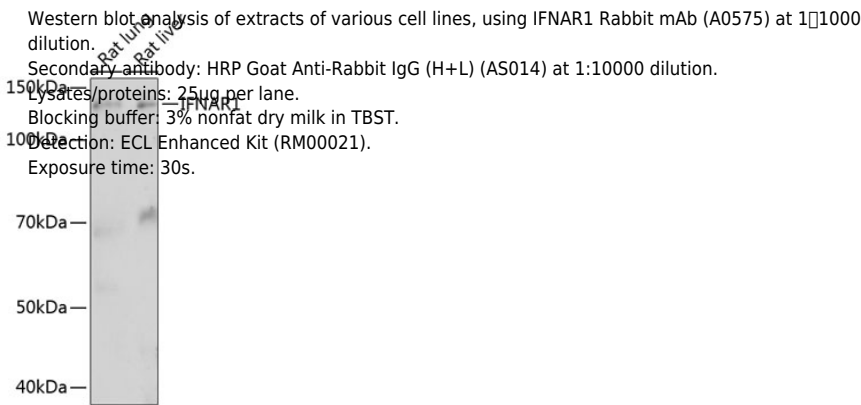 Western blot analysis of extracts of various cell lines, using IFNAR1 Rabbit mAb (A0575) at 1▯1000
dilution.
Secondary antibody: HRP Goat Anti-Rabbit IgG (H+L) (AS014) at 1:10000 dilution.
Lysates/proteins: 25ug per lane.
Blocking buffer: 3% nonfat dry milk in TBST.
Detection: ECL Enhanced Kit (RM00021).
Exposure time: 30s.
Rat lung
Rat liver
150kDa
IFNAR1
100kDa
70kDa
50kDa
40kDa